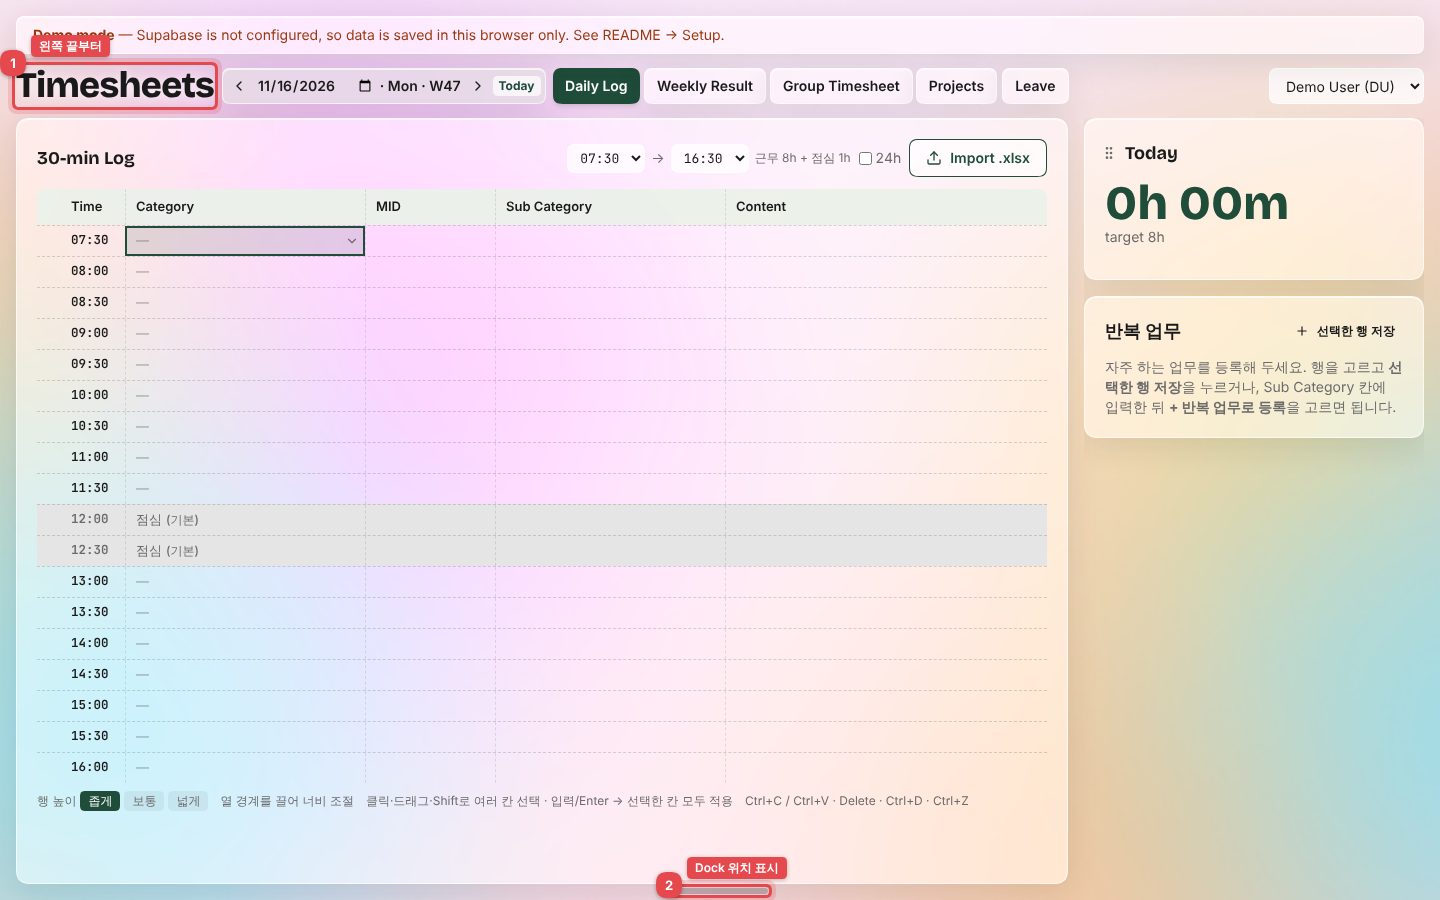 Demo mode — Supabase is not configured, so data is saved in this browser only. See README → Setup.
왼쪽 끝부터
1
Timesheets
11/16/2026 · Mon · W47 Today
Daily Log Weekly Result Group Timesheet Projects Leave
Demo User (DU)
30-min Log
07:30 → 16:30 근무 8h + 점심 1h 24h Import .xlsx
Time Category MID Sub Category Content
07:30 —
08:00 —
08:30 —
09:00 —
09:30 —
10:00 —
10:30 —
11:00 —
11:30 —
12:00 점심 (기본)
12:30 점심 (기본)
13:00 —
13:30 —
14:00 —
14:30 —
15:00 —
15:30 —
16:00 —
행 높이 좁게 보통 넓게 열 경계를 끌어 너비 조절 클릭·드래그·Shift로 여러 칸 선택 · 입력/Enter → 선택한 칸 모두 적용 Ctrl+C / Ctrl+V · Delete · Ctrl+D · Ctrl+Z
Today
0h 00m
target 8h
반복 업무 + 선택한 행 저장
자주 하는 업무를 등록해 두세요. 행을 고르고 선
택한 행 저장을 누르거나, Sub Category 칸에
입력한 뒤 + 반복 업무로 등록을 고르면 됩니다.
Dock 위치 표시
2